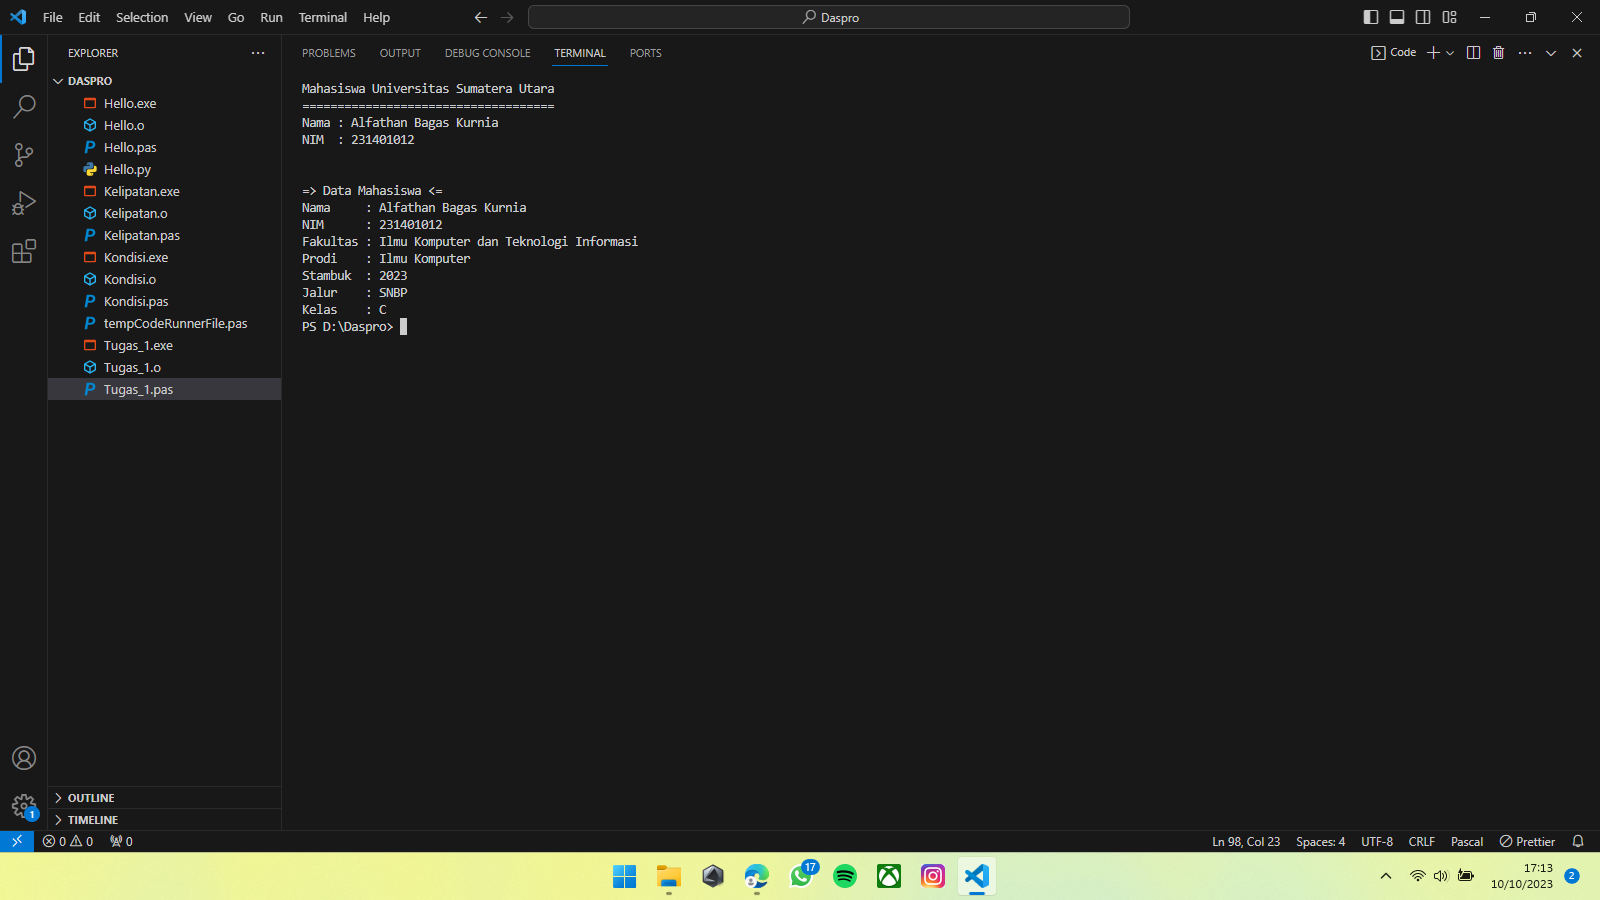 File Edit Selection View Go Run Terminal Help
Daspro
EXPLORER
DASPRO
Hello.exe
Hello.o
Hello.pas
Hello.py
Kelipatan.exe
Kelipatan.o
Kelipatan.pas
Kondisi.exe
Kondisi.o
Kondisi.pas
tempCodeRunnerFile.pas
Tugas_1.exe
Tugas_1.o
Tugas_1.pas
OUTLINE
TIMELINE
PROBLEMS OUTPUT DEBUG CONSOLE TERMINAL PORTS
Code
Mahasiswa Universitas Sumatera Utara
====================================
Nama : Alfathan Bagas Kurnia
NIM  : 231401012
=> Data Mahasiswa <=
Nama     : Alfathan Bagas Kurnia
NIM      : 231401012
Fakultas : Ilmu Komputer dan Teknologi Informasi
Prodi    : Ilmu Komputer
Stambuk  : 2023
Jalur    : SNBP
Kelas    : C
PS D:\Daspro>
1
0 0 0
Ln 98, Col 23 Spaces: 4 UTF-8 CRLF Pascal Prettier
17
17:13
10/10/2023
2